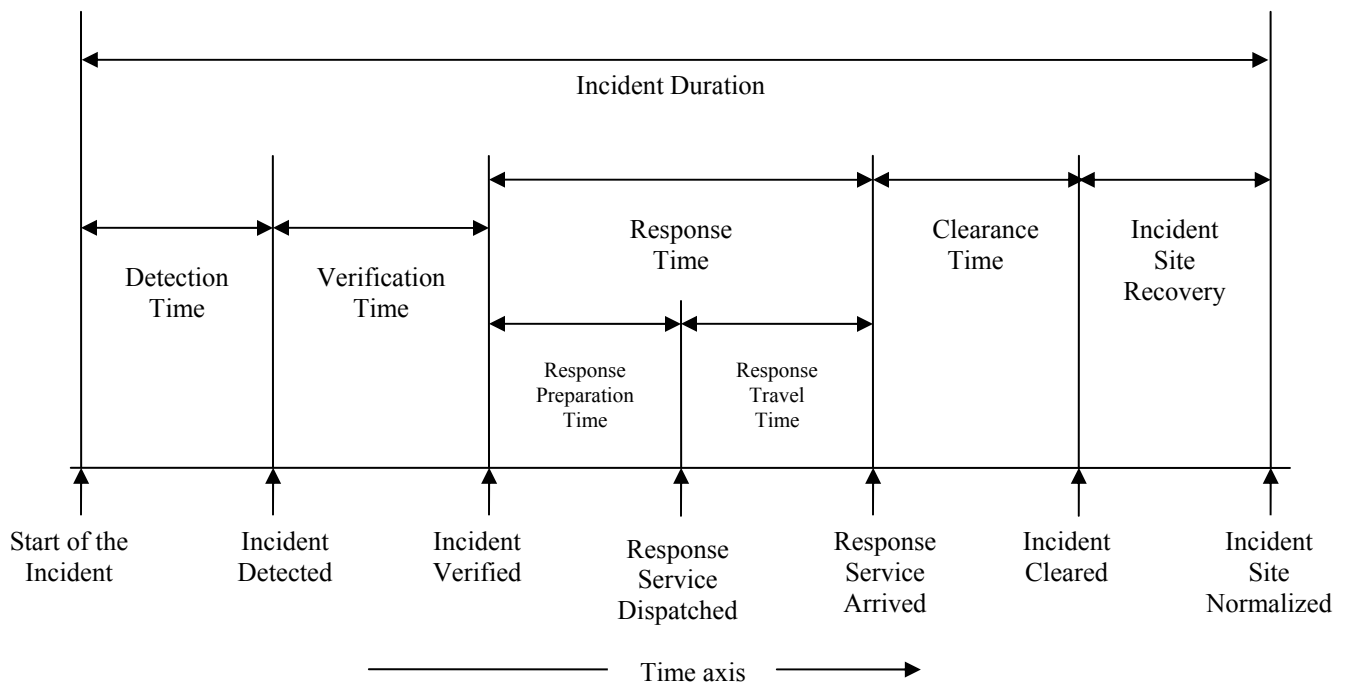 Incident Duration
Detection
Time
Verification
Time
Response
Time
Clearance
Time
Incident
Site
Recovery
Response
Preparation
Time
Response
Travel
Time
Start of the
Incident
Incident
Detected
Incident
Verified
Response
Service
Dispatched
Response
Service
Arrived
Incident
Cleared
Incident
Site
Normalized
Time axis